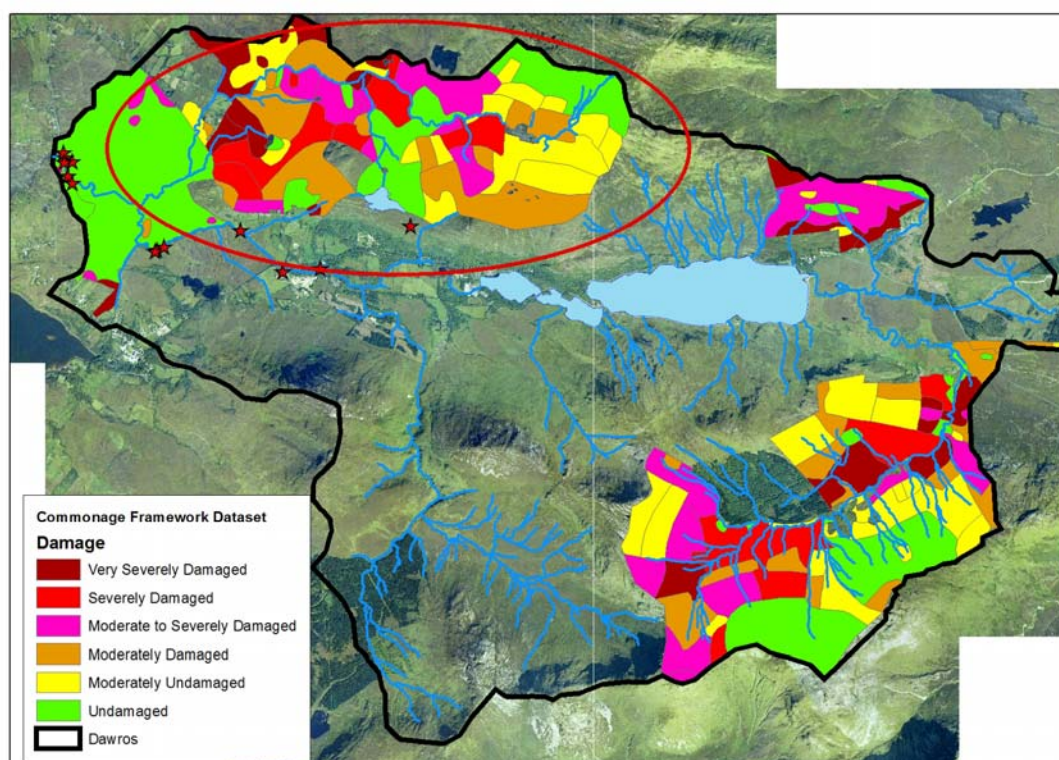 Commonage Framework Dataset
Damage
Very Severely Damaged
Severely Damaged
Moderate to Severely Damaged
Moderately Damaged
Moderately Undamaged
Undamaged
Dawros